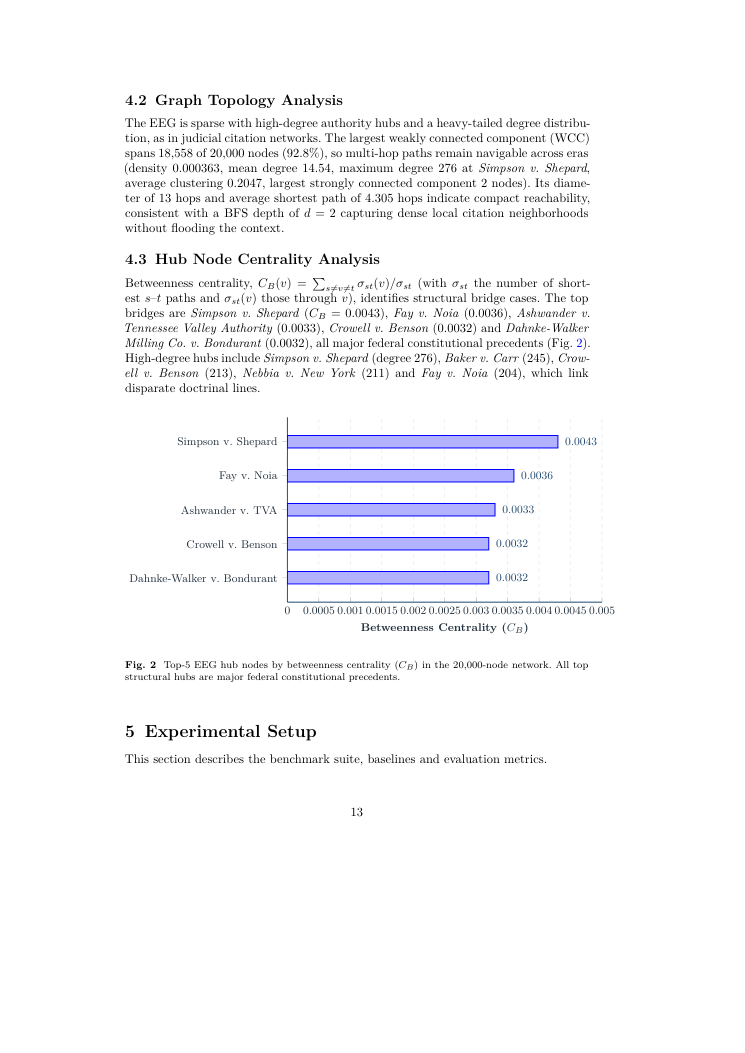 4.2 Graph Topology Analysis
The EEG is sparse with high-degree authority hubs and a heavy-tailed degree distribu-
tion, as in judicial citation networks. The largest weakly connected component (WCC)
spans 18,558 of 20,000 nodes (92.8%), so multi-hop paths remain navigable across eras
(density 0.000363, mean degree 14.54, maximum degree 276 at Simpson v. Shepard,
average clustering 0.2047, largest strongly connected component 2 nodes). Its diame-
ter of 13 hops and average shortest path of 4.305 hops indicate compact reachability,
consistent with a BFS depth of d = 2 capturing dense local citation neighborhoods
without flooding the context.
4.3 Hub Node Centrality Analysis
Betweenness centrality, C_B(v) = ∑_{s≠v≠t} σ_{st}(v)/σ_{st} (with σ_{st} the number of short-
est s–t paths and σ_{st}(v) those through v), identifies structural bridge cases. The top
bridges are Simpson v. Shepard (C_B = 0.0043), Fay v. Noia (0.0036), Ashwander v.
Tennessee Valley Authority (0.0033), Crowell v. Benson (0.0032) and Dahnke-Walker
Milling Co. v. Bondurant (0.0032), all major federal constitutional precedents (Fig. 2).
High-degree hubs include Simpson v. Shepard (degree 276), Baker v. Carr (245), Crow-
ell v. Benson (213), Nebbia v. New York (211) and Fay v. Noia (204), which link
disparate doctrinal lines.
Simpson v. Shepard 0.0043
Fay v. Noia 0.0036
Ashwander v. TVA 0.0033
Crowell v. Benson 0.0032
Dahnke-Walker v. Bondurant 0.0032
0 0.0005 0.001 0.0015 0.002 0.0025 0.003 0.0035 0.004 0.0045 0.005
Betweenness Centrality (C_B)
Fig. 2 Top-5 EEG hub nodes by betweenness centrality (C_B) in the 20,000-node network. All top
structural hubs are major federal constitutional precedents.
5 Experimental Setup
This section describes the benchmark suite, baselines and evaluation metrics.
13